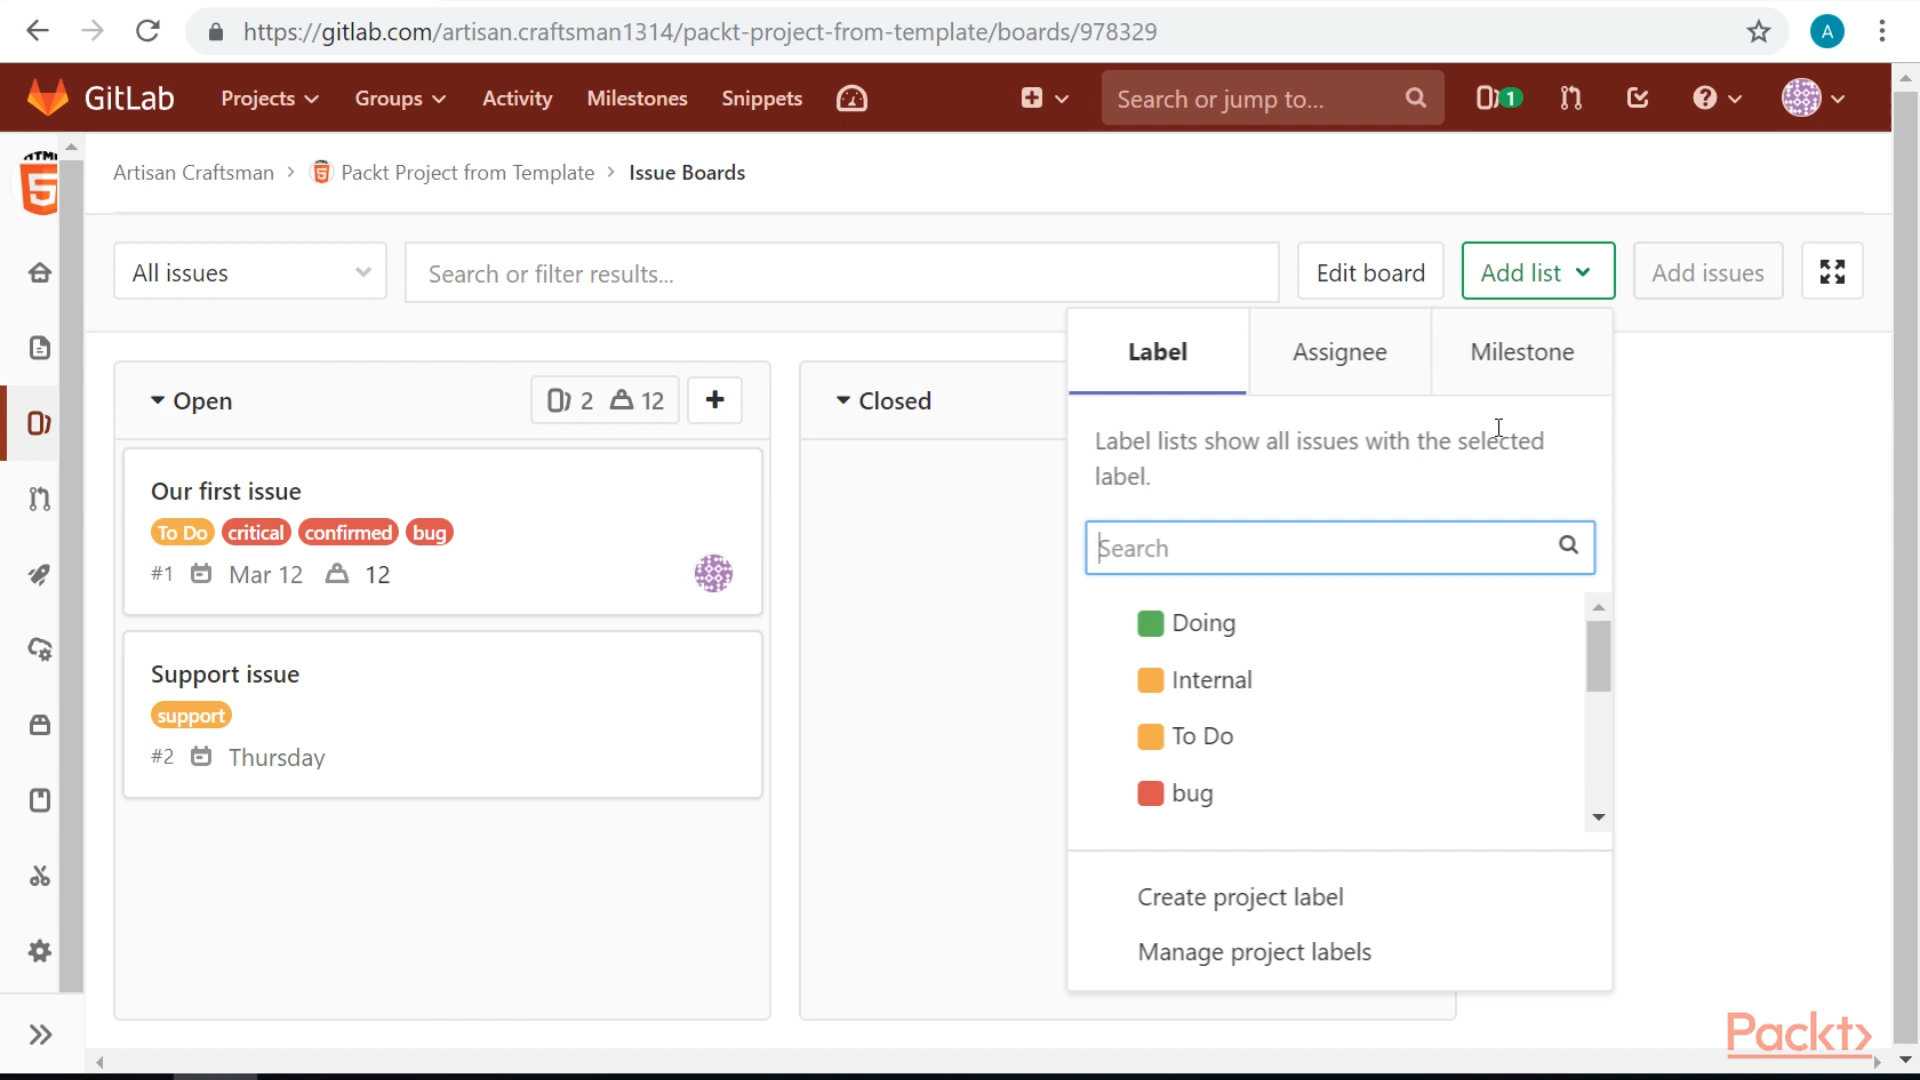 https://gitlab.com/artisan.craftsman1314/packt-project-from-template/boards/978329
A
GitLab
Projects
Groups
Activity
Milestones
Snippets
Search or jump to...
1
HTML
5
Artisan Craftsman > 5 Packt Project from Template > Issue Boards
All issues
Search or filter results...
Edit board
Add list
Add issues
Open
2 12
Closed
Our first issue
To Do critical confirmed bug
#1 Mar 12 12
Support issue
support
#2 Thursday
Label
Assignee
Milestone
Label lists show all issues with the selected
label.
Search
Doing
Internal
To Do
bug
Create project label
Manage project labels
Packt>